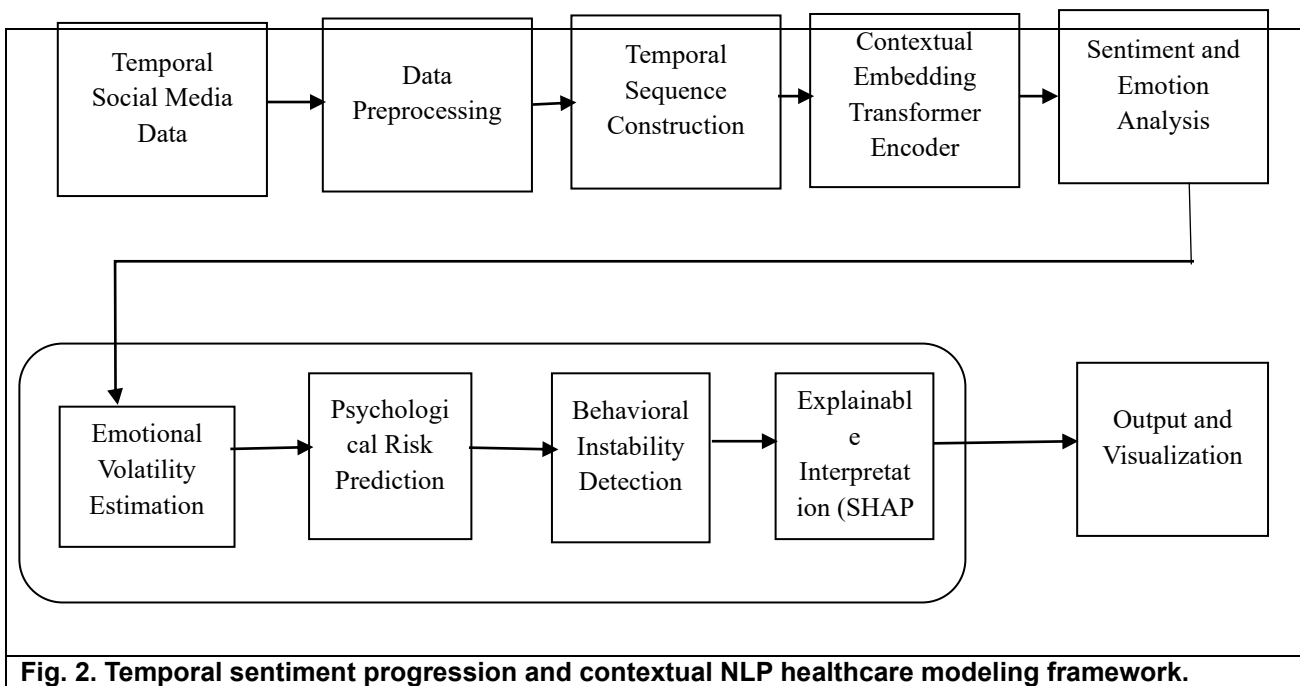 Temporal
Social Media
Data
Data
Preprocessing
Temporal
Sequence
Construction
Contextual
Embedding
Transformer
Encoder
Sentiment and
Emotion
Analysis
Emotional
Volatility
Estimation
Psychologi
cal Risk
Prediction
Behavioral
Instability
Detection
Explainabl
e
Interpretat
ion (SHAP
Output and
Visualization
Fig. 2. Temporal sentiment progression and contextual NLP healthcare modeling framework.